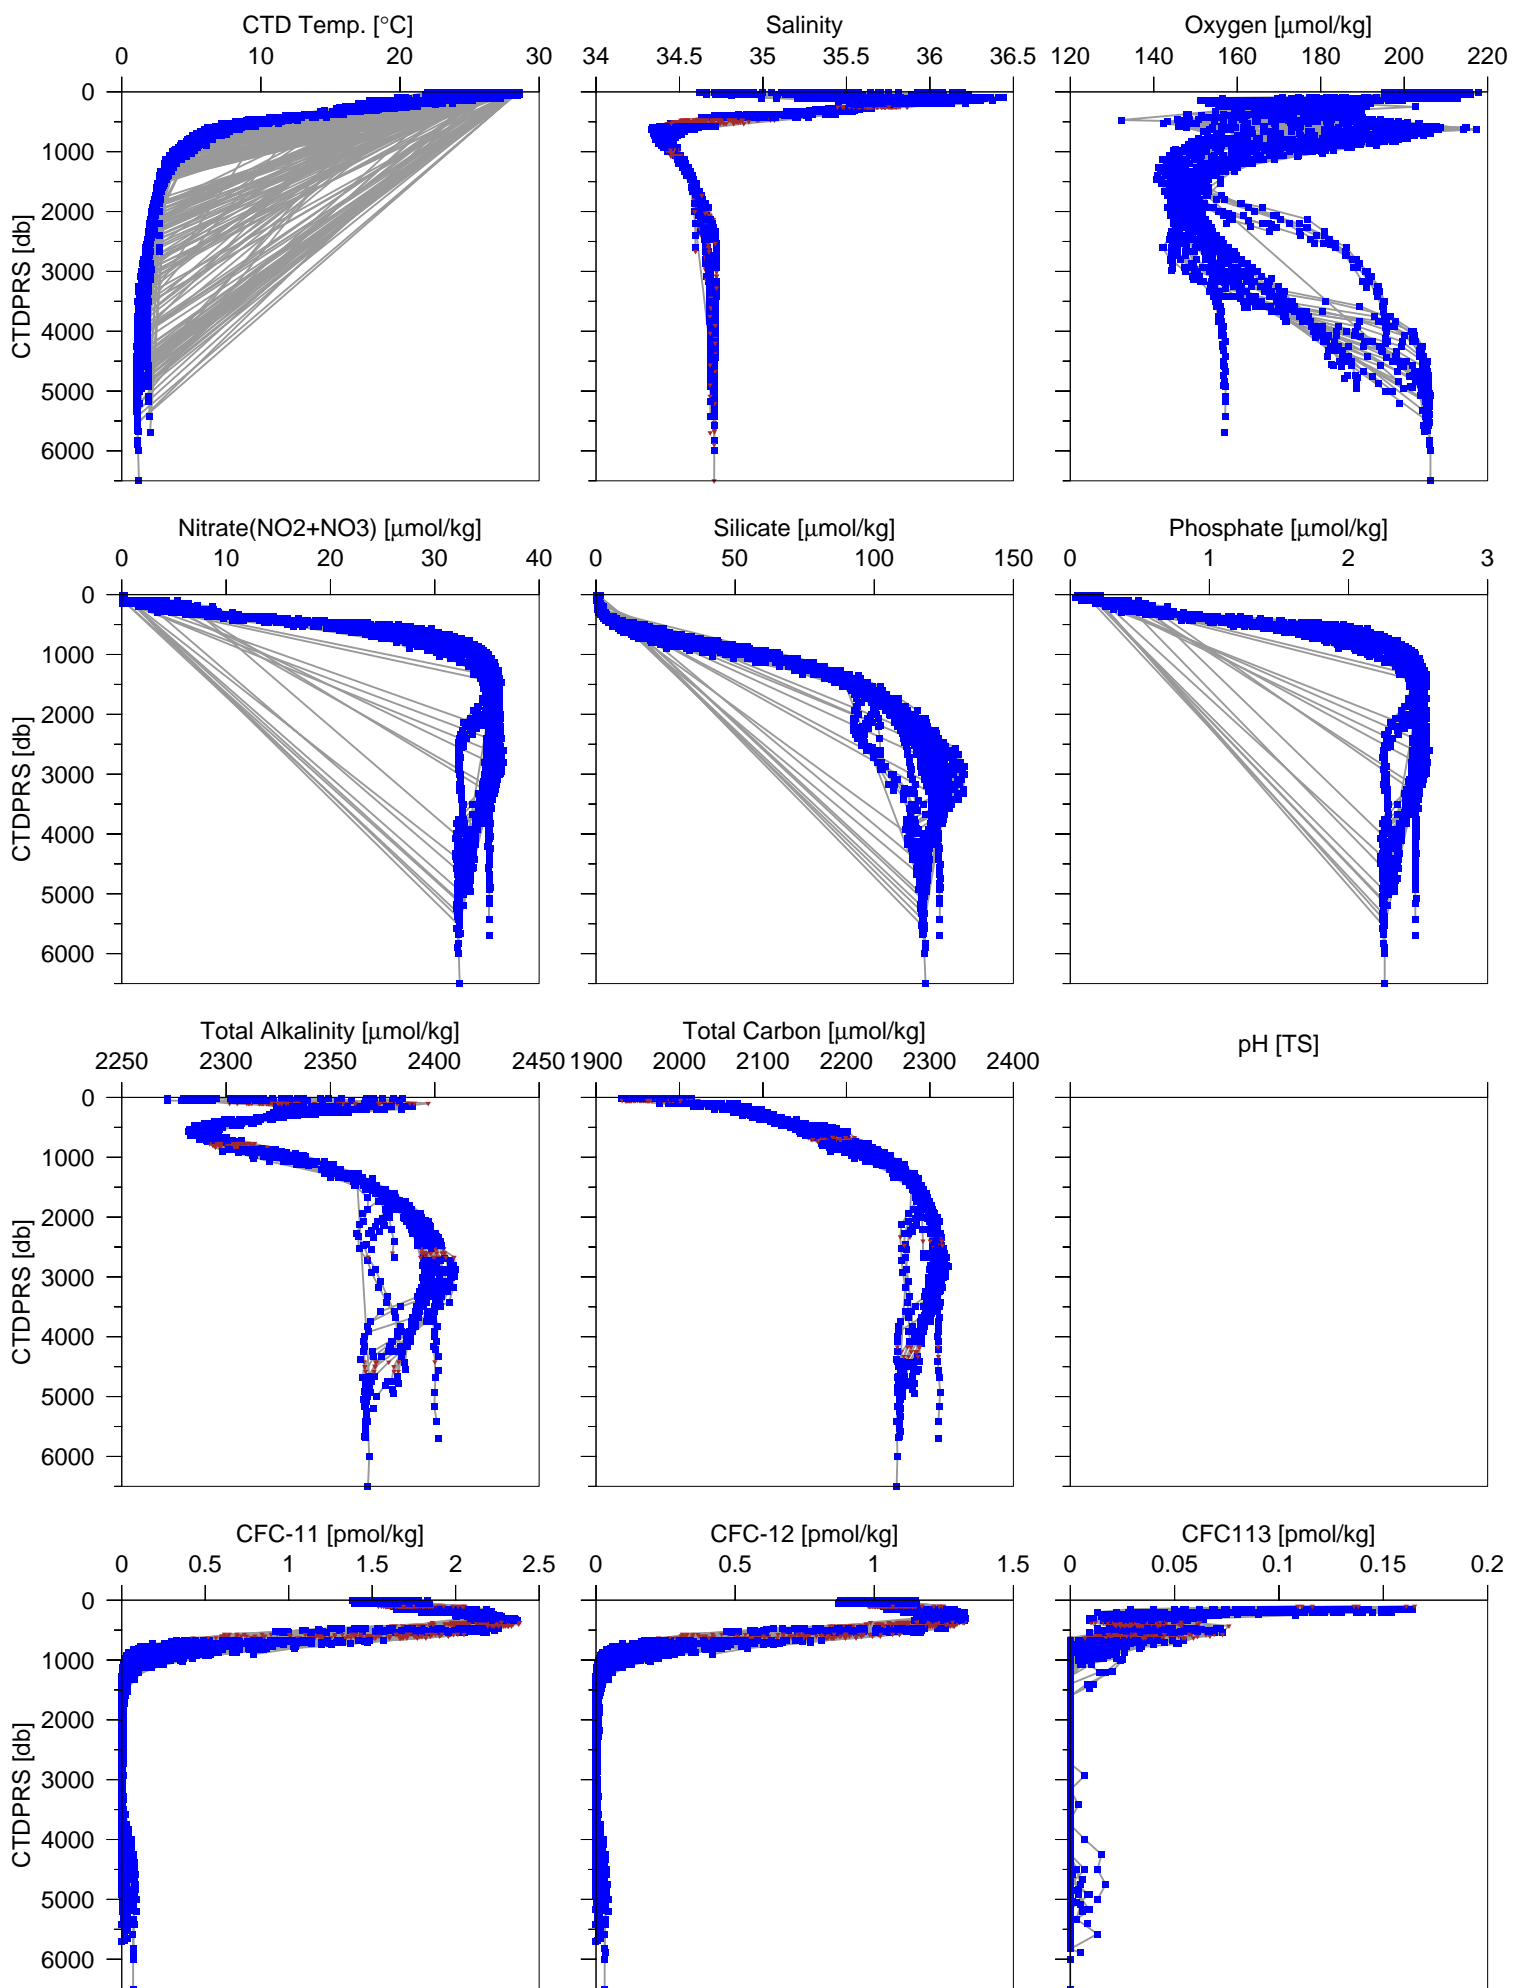 CTD Temp. [°C] Salinity Oxygen [μmol/kg]
0 10 20 30 34 34.5 35 35.5 36 36.5 120 140 160 180 200 220
0
1000
2000
3000
4000
5000
6000
CTDPRS [db]
Nitrate(NO2+NO3) [μmol/kg] Silicate [μmol/kg] Phosphate [μmol/kg]
0 10 20 30 40 0 50 100 150 0 1 2 3
0
1000
2000
3000
4000
5000
6000
CTDPRS [db]
Total Alkalinity [μmol/kg] Total Carbon [μmol/kg] pH [TS]
2250 2300 2350 2400 2450 1900 2000 2100 2200 2300 2400
0
1000
2000
3000
4000
5000
6000
CTDPRS [db]
CFC-11 [pmol/kg] CFC-12 [pmol/kg] CFC113 [pmol/kg]
0 0.5 1 1.5 2 2.5 0 0.5 1 1.5 0 0.05 0.1 0.15 0.2
0
1000
2000
3000
4000
5000
6000
CTDPRS [db]